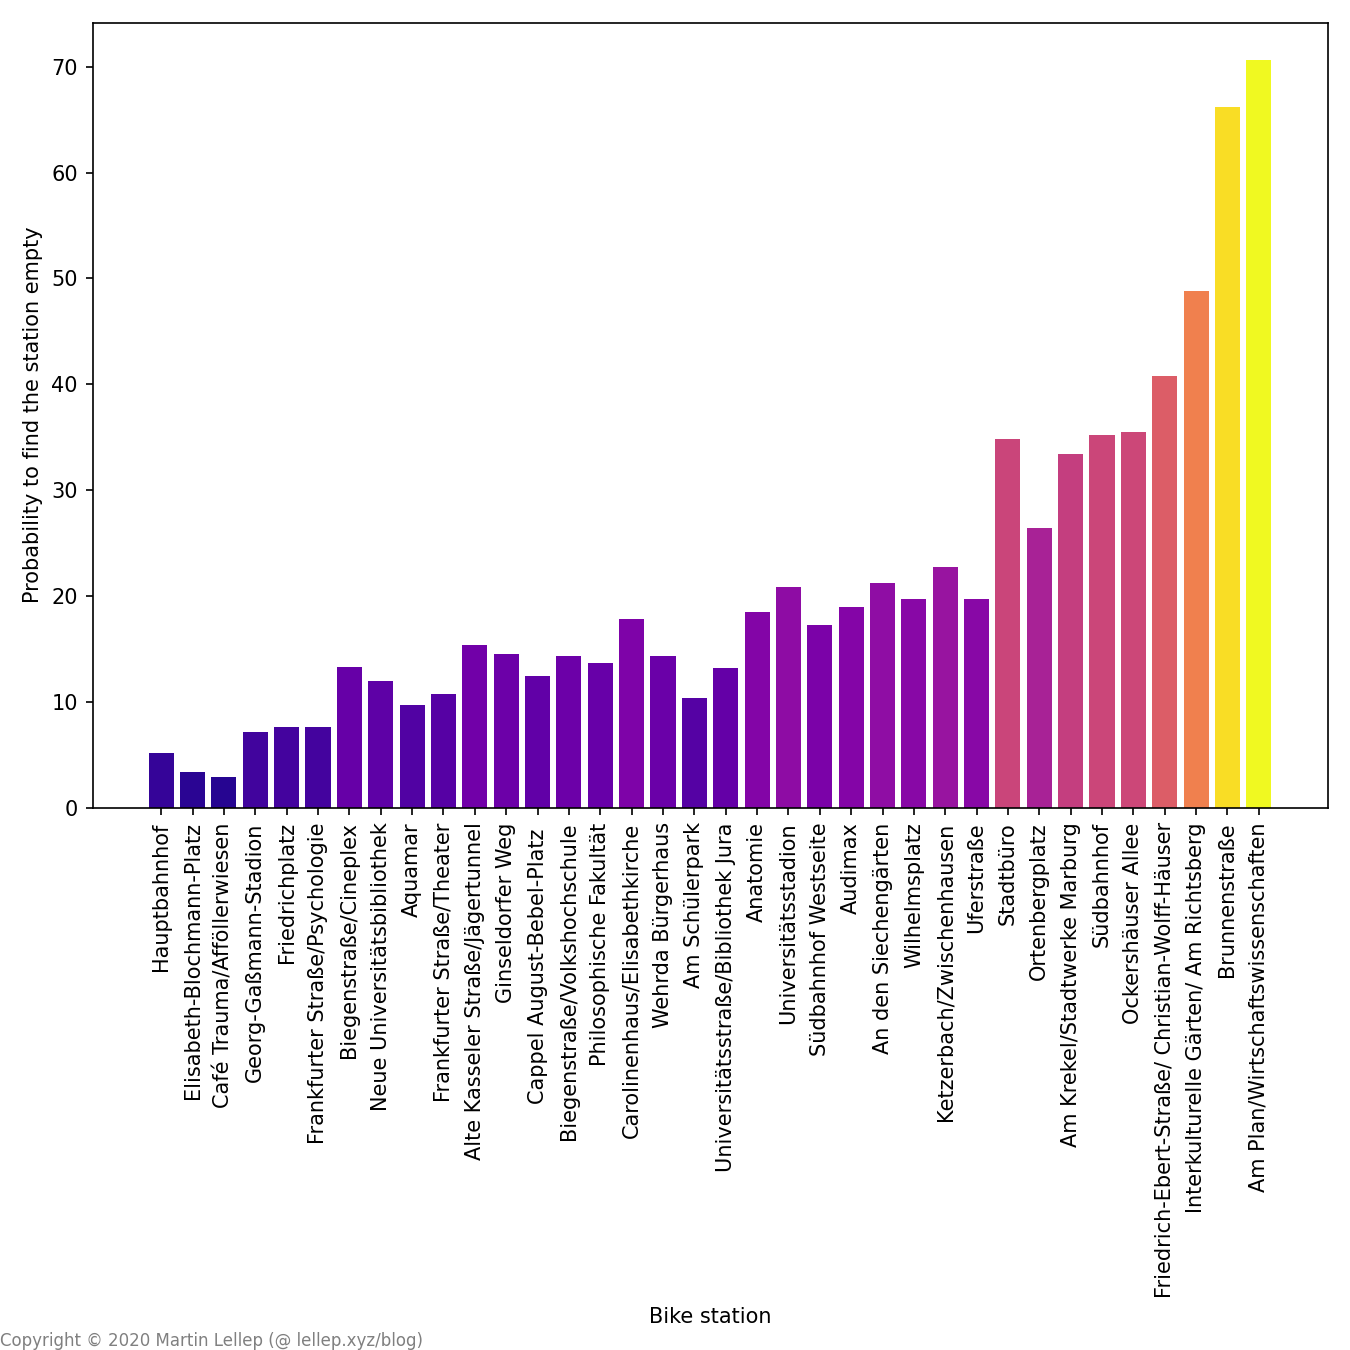 70
60
50
40
30
20
10
0
Probability to find the station empty
Hauptbahnhof
Elisabeth-Blochmann-Platz
Café Trauma/Afföllerwiesen
Georg-Gaßmann-Stadion
Friedrichplatz
Frankfurter Straße/Psychologie
Biegenstraße/Cineplex
Neue Universitätsbibliothek
Aquamar
Frankfurter Straße/Theater
Alte Kasseler Straße/Jägertunnel
Ginseldorfer Weg
Cappel August-Bebel-Platz
Biegenstraße/Volkshochschule
Philosophische Fakultät
Carolinenhaus/Elisabethkirche
Wehrda Bürgerhaus
Am Schülerpark
Universitätsstraße/Bibliothek Jura
Anatomie
Universitätsstadion
Südbahnhof Westseite
Audimax
An den Siechengärten
Wilhelmsplatz
Ketzerbach/Zwischenhausen
Uferstraße
Stadtbüro
Ortenbergplatz
Am Krekel/Stadtwerke Marburg
Südbahnhof
Ockershäuser Allee
Friedrich-Ebert-Straße/ Christian-Wolff-Häuser
Interkulturelle Gärten/ Am Richtsberg
Brunnenstraße
Am Plan/Wirtschaftswissenschaften
Bike station
Copyright © 2020 Martin Lellep (@ lellep.xyz/blog)